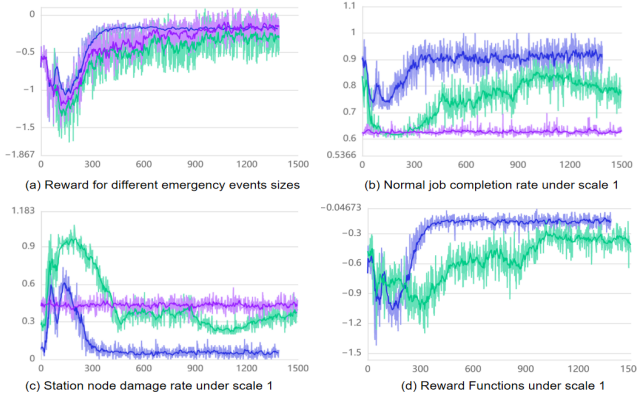 0
−0.5
−1
−1.5
−1.867
0 300 600 900 1200 1500
(a) Reward for different emergency events sizes
1.1
1
0.9
0.8
0.7
0.6
0.5366
0 300 600 900 1200 1500
(b) Normal job completion rate under scale 1
1.183
0.9
0.6
0.3
0
0 300 600 900 1200 1500
(c) Station node damage rate under scale 1
−0.04673
−0.3
−0.6
−0.9
−1.2
−1.5
0 300 600 900 1200 150
(d) Reward Functions under scale 1